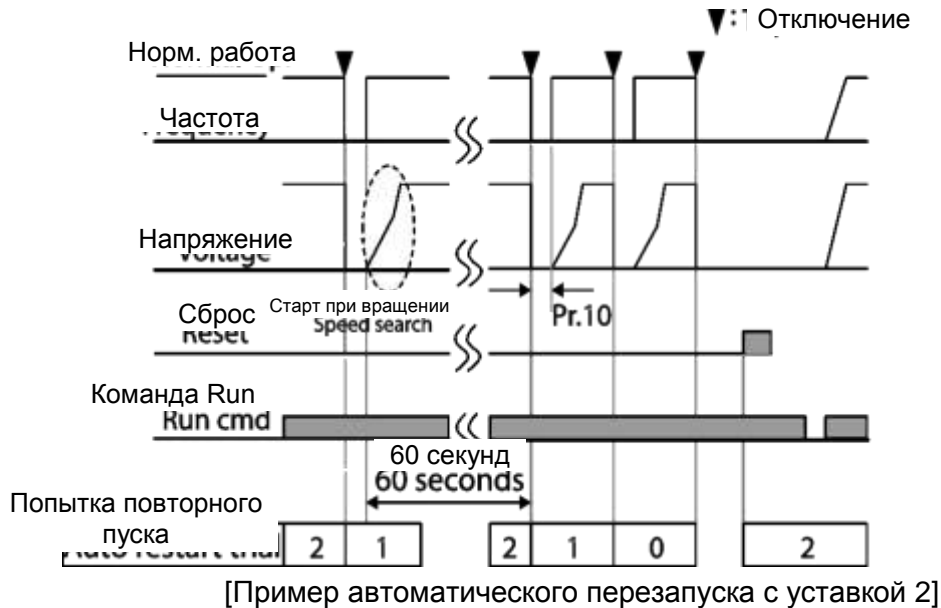 ▼: Отключение
Норм. работа
Частота
Напряжение
Voltage
Pr.10
Сброс
Старт при вращении
Reset
Speed search
Команда Run
Run cmd
60 секунд
60 seconds
Попытка повторного
пуска
2 1 2 1 0 2
[Пример автоматического перезапуска с уставкой 2]